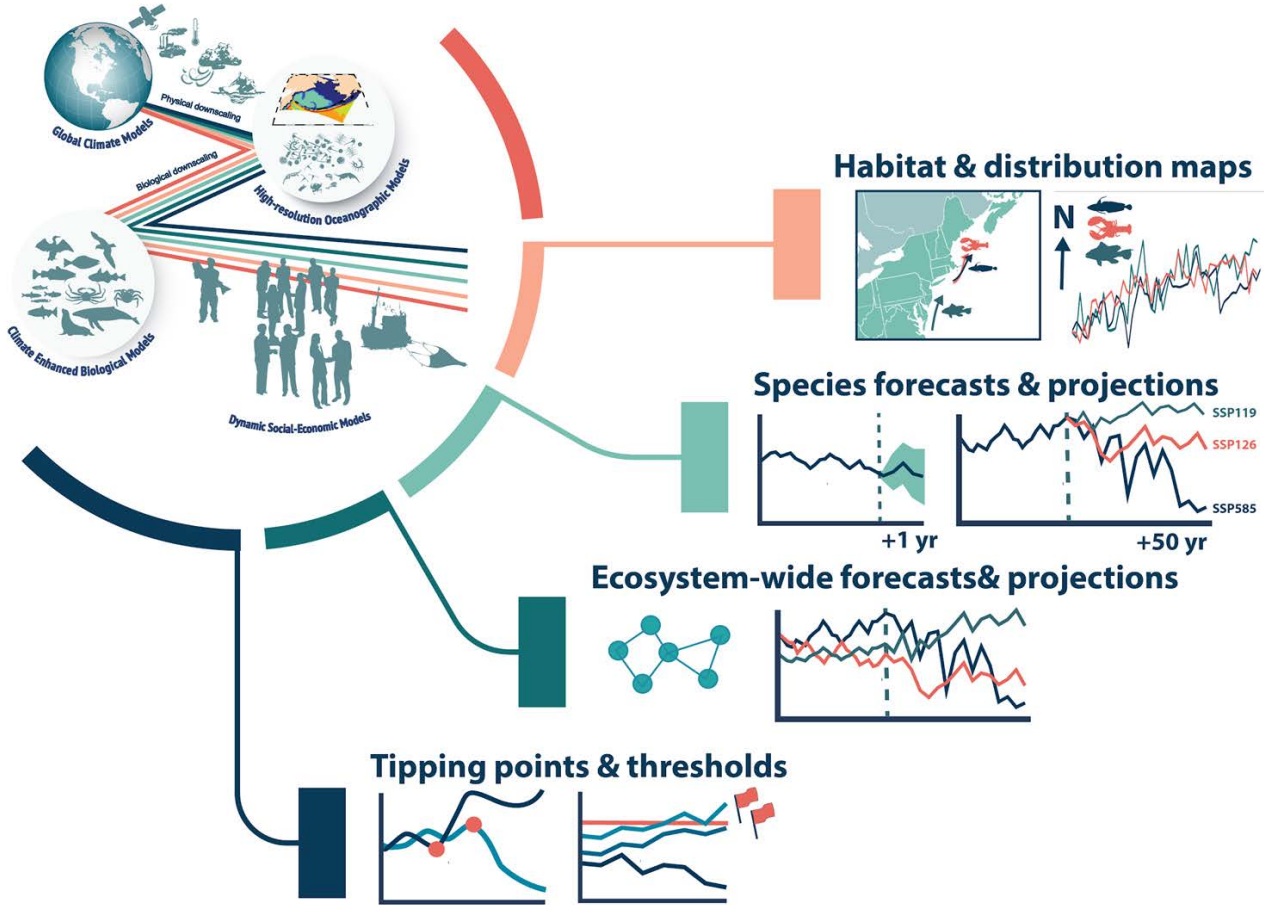 Physical downscaling
Global Climate Models
Biological downscaling
High-resolution Oceanographic Models
Climate Enhanced Biological Models
Dynamic Social-Economic Models
Habitat & distribution maps
N
Species forecasts & projections
SSP119
SSP126
SSP585
+1 yr
+50 yr
Ecosystem-wide forecasts& projections
Tipping points & thresholds